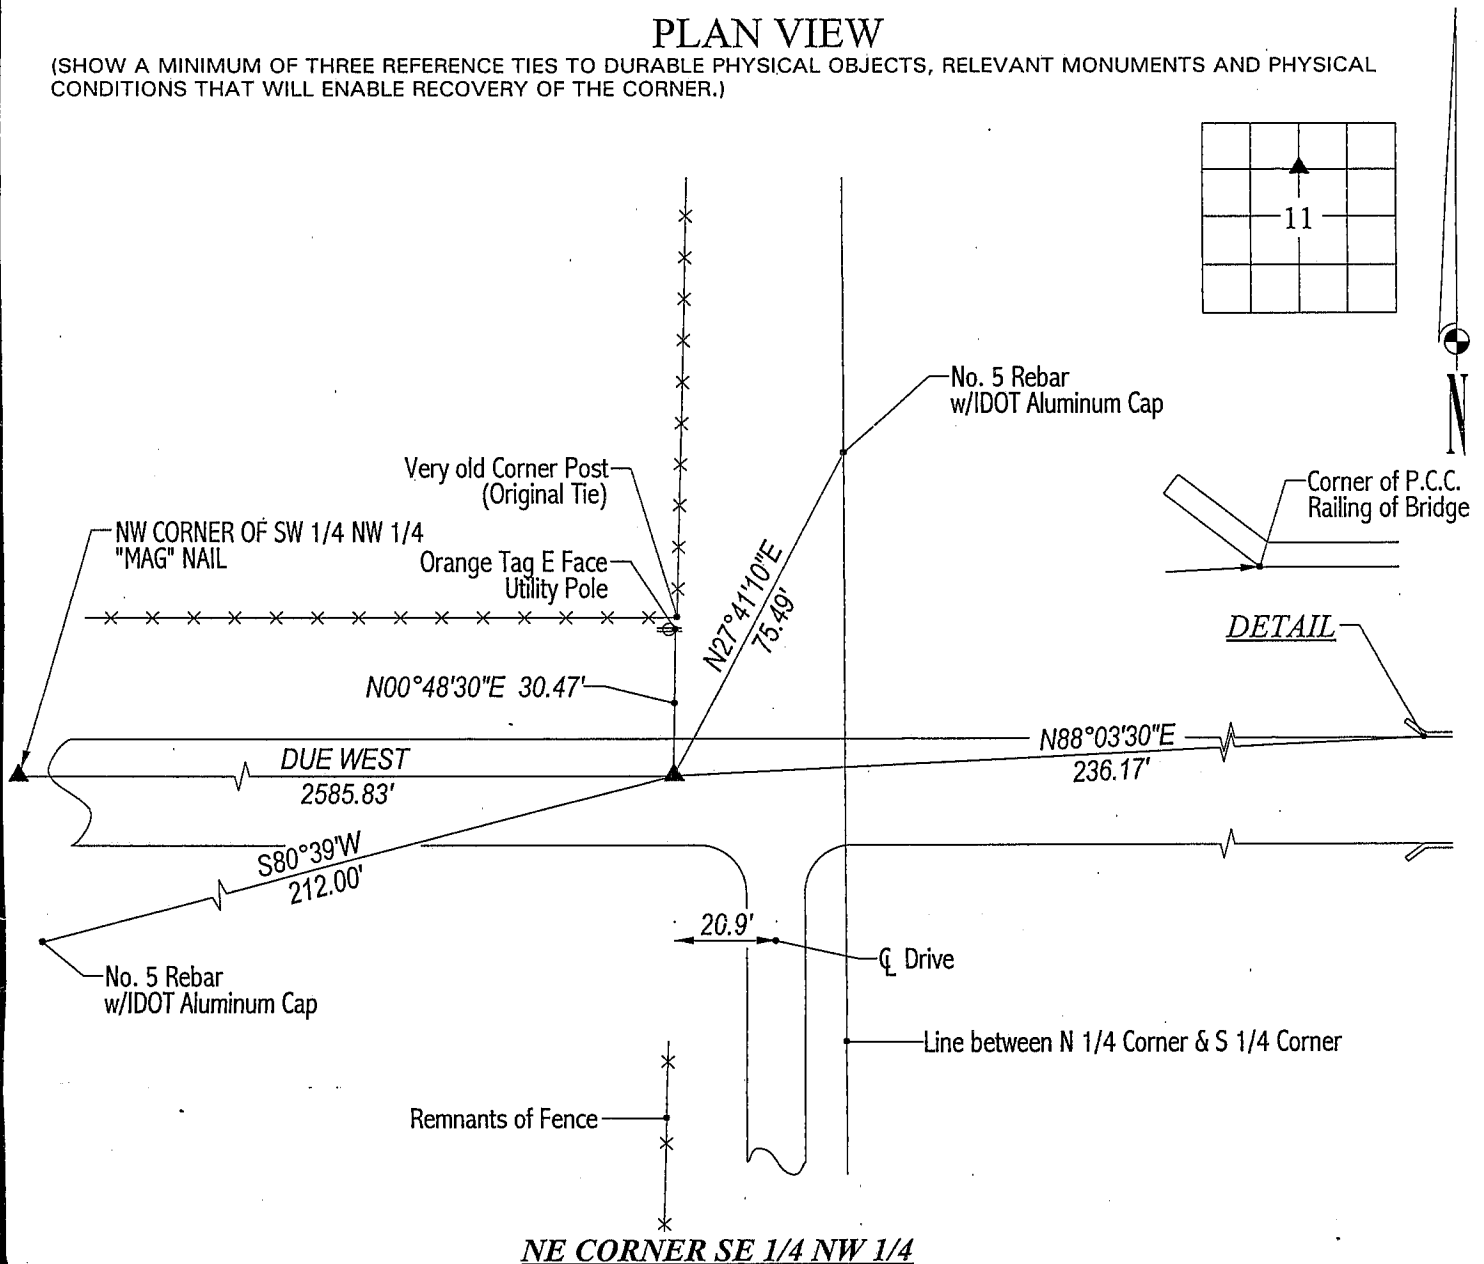 PLAN VIEW
(SHOW A MINIMUM OF THREE REFERENCE TIES TO DURABLE PHYSICAL OBJECTS, RELEVANT MONUMENTS AND PHYSICAL
CONDITIONS THAT WILL ENABLE RECOVERY OF THE CORNER.)
11
N
No. 5 Rebar
w/IDOT Aluminum Cap
Very old Corner Post
(Original Tie)
Corner of P.C.C.
Railing of Bridge
NW CORNER OF SW 1/4 NW 1/4
"MAG" NAIL
Orange Tag E Face
Utility Pole
N27°41'10"E
75.49'
DETAIL
N00°48'30"E 30.47'
DUE WEST
2585.83'
N88°03'30"E
236.17'
S80°39'W
212.00'
20.9'
℄ Drive
No. 5 Rebar
w/IDOT Aluminum Cap
Line between N 1/4 Corner & S 1/4 Corner
Remnants of Fence
NE CORNER SE 1/4 NW 1/4